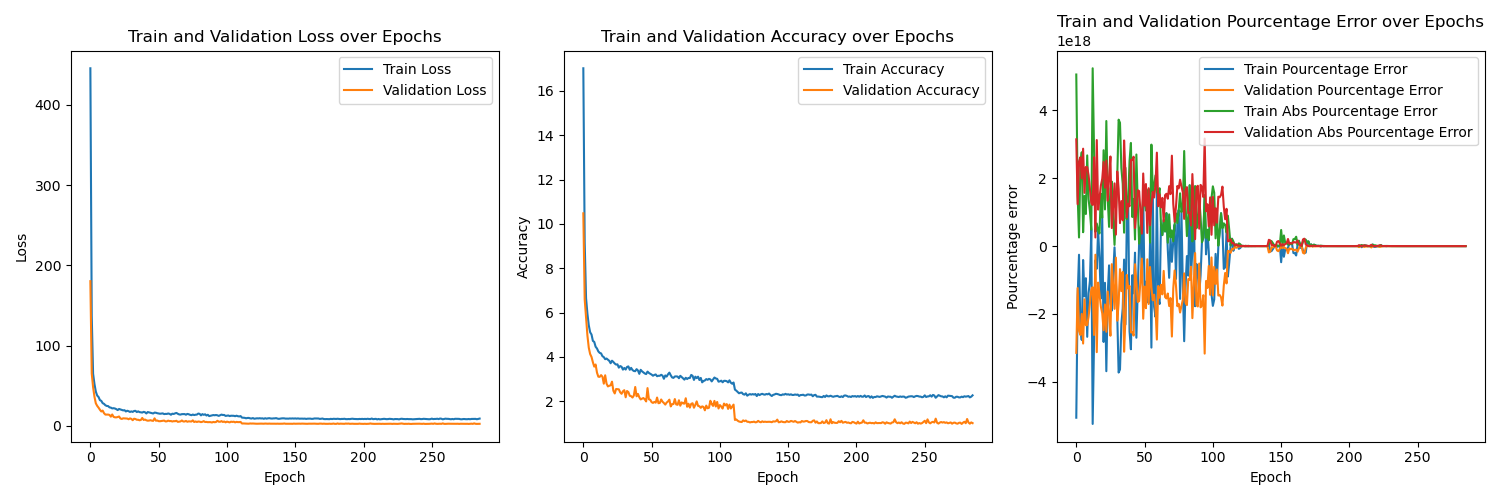 Train and Validation Loss over Epochs
Loss
400
300
200
100
0
Train Loss
Validation Loss
0 50 100 150 200 250
Epoch
Train and Validation Accuracy over Epochs
Accuracy
16
14
12
10
8
6
4
2
Train Accuracy
Validation Accuracy
0 50 100 150 200 250
Epoch
Train and Validation Pourcentage Error over Epochs
1e18
Pourcentage error
4
2
0
−2
−4
Train Pourcentage Error
Validation Pourcentage Error
Train Abs Pourcentage Error
Validation Abs Pourcentage Error
0 50 100 150 200 250
Epoch